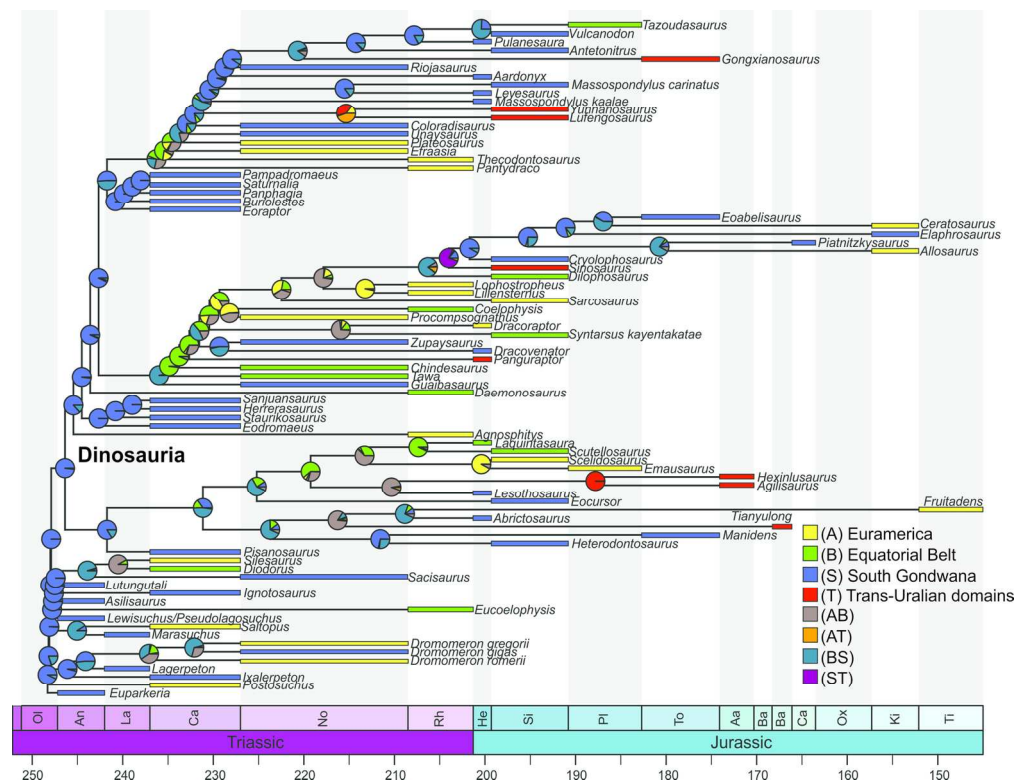 Tazoudasaurus
Vulcanodon
Pulanesaura
Antetonitrus
Gongxianosaurus
Riojasaurus
Aardonyx
Massospondylus carinatus
Leyesaurus
Massospondylus kaalae
Yunnanosaurus
Lufengosaurus
Coloradisaurus
Unaysaurus
Plateosaurus
Efraasia
Thecodontosaurus
Pantydraco
Pampadromaeus
Saturnalia
Panphagia
Buriolestes
Eoraptor
Eoabelisaurus
Ceratosaurus
Elaphrosaurus
Piatnitzkysaurus
Allosaurus
Cryolophosaurus
Sinosaurus
Dilophosaurus
Lophostropheus
Liliensternus
Sarcosaurus
Coelophysis
Procompsognathus
Dracoraptor
Syntarsus kayentakatae
Zupaysaurus
Dracovenator
Panguraptor
Chindesaurus
Tawa
Guaibasaurus
Daemonosaurus
Sanjuansaurus
Herrerasaurus
Staurikosaurus
Eodromaeus
Agnosphitys
Dinosauria
Laquintasaura
Scutellosaurus
Scelidosaurus
Emausaurus
Hexinlusaurus
Agilisaurus
Lesothosaurus
Eocursor
Fruitadens
Abrictosaurus
Tianyulong
Manidens
Heterodontosaurus
Pisanosaurus
Silesaurus
Diodorus
Sacisaurus
Lutungutali
Ignotosaurus
Asilisaurus
Eucoelophysis
Lewisuchus/Pseudolagosuchus
Saltopus
Marasuchus
Dromomeron gregorii
Dromomeron gigas
Dromomeron romerii
Lagerpeton
Ixalerpeton
Postosuchus
Euparkeria
(A) Euramerica
(B) Equatorial Belt
(S) South Gondwana
(T) Trans-Uralian domains
(AB)
(AT)
(BS)
(ST)
Ol An La Ca No Rh He Si Pl To Aa Ba Ba Ca Ox Ki Ti
Triassic Jurassic
250 240 230 220 210 200 190 180 170 160 150